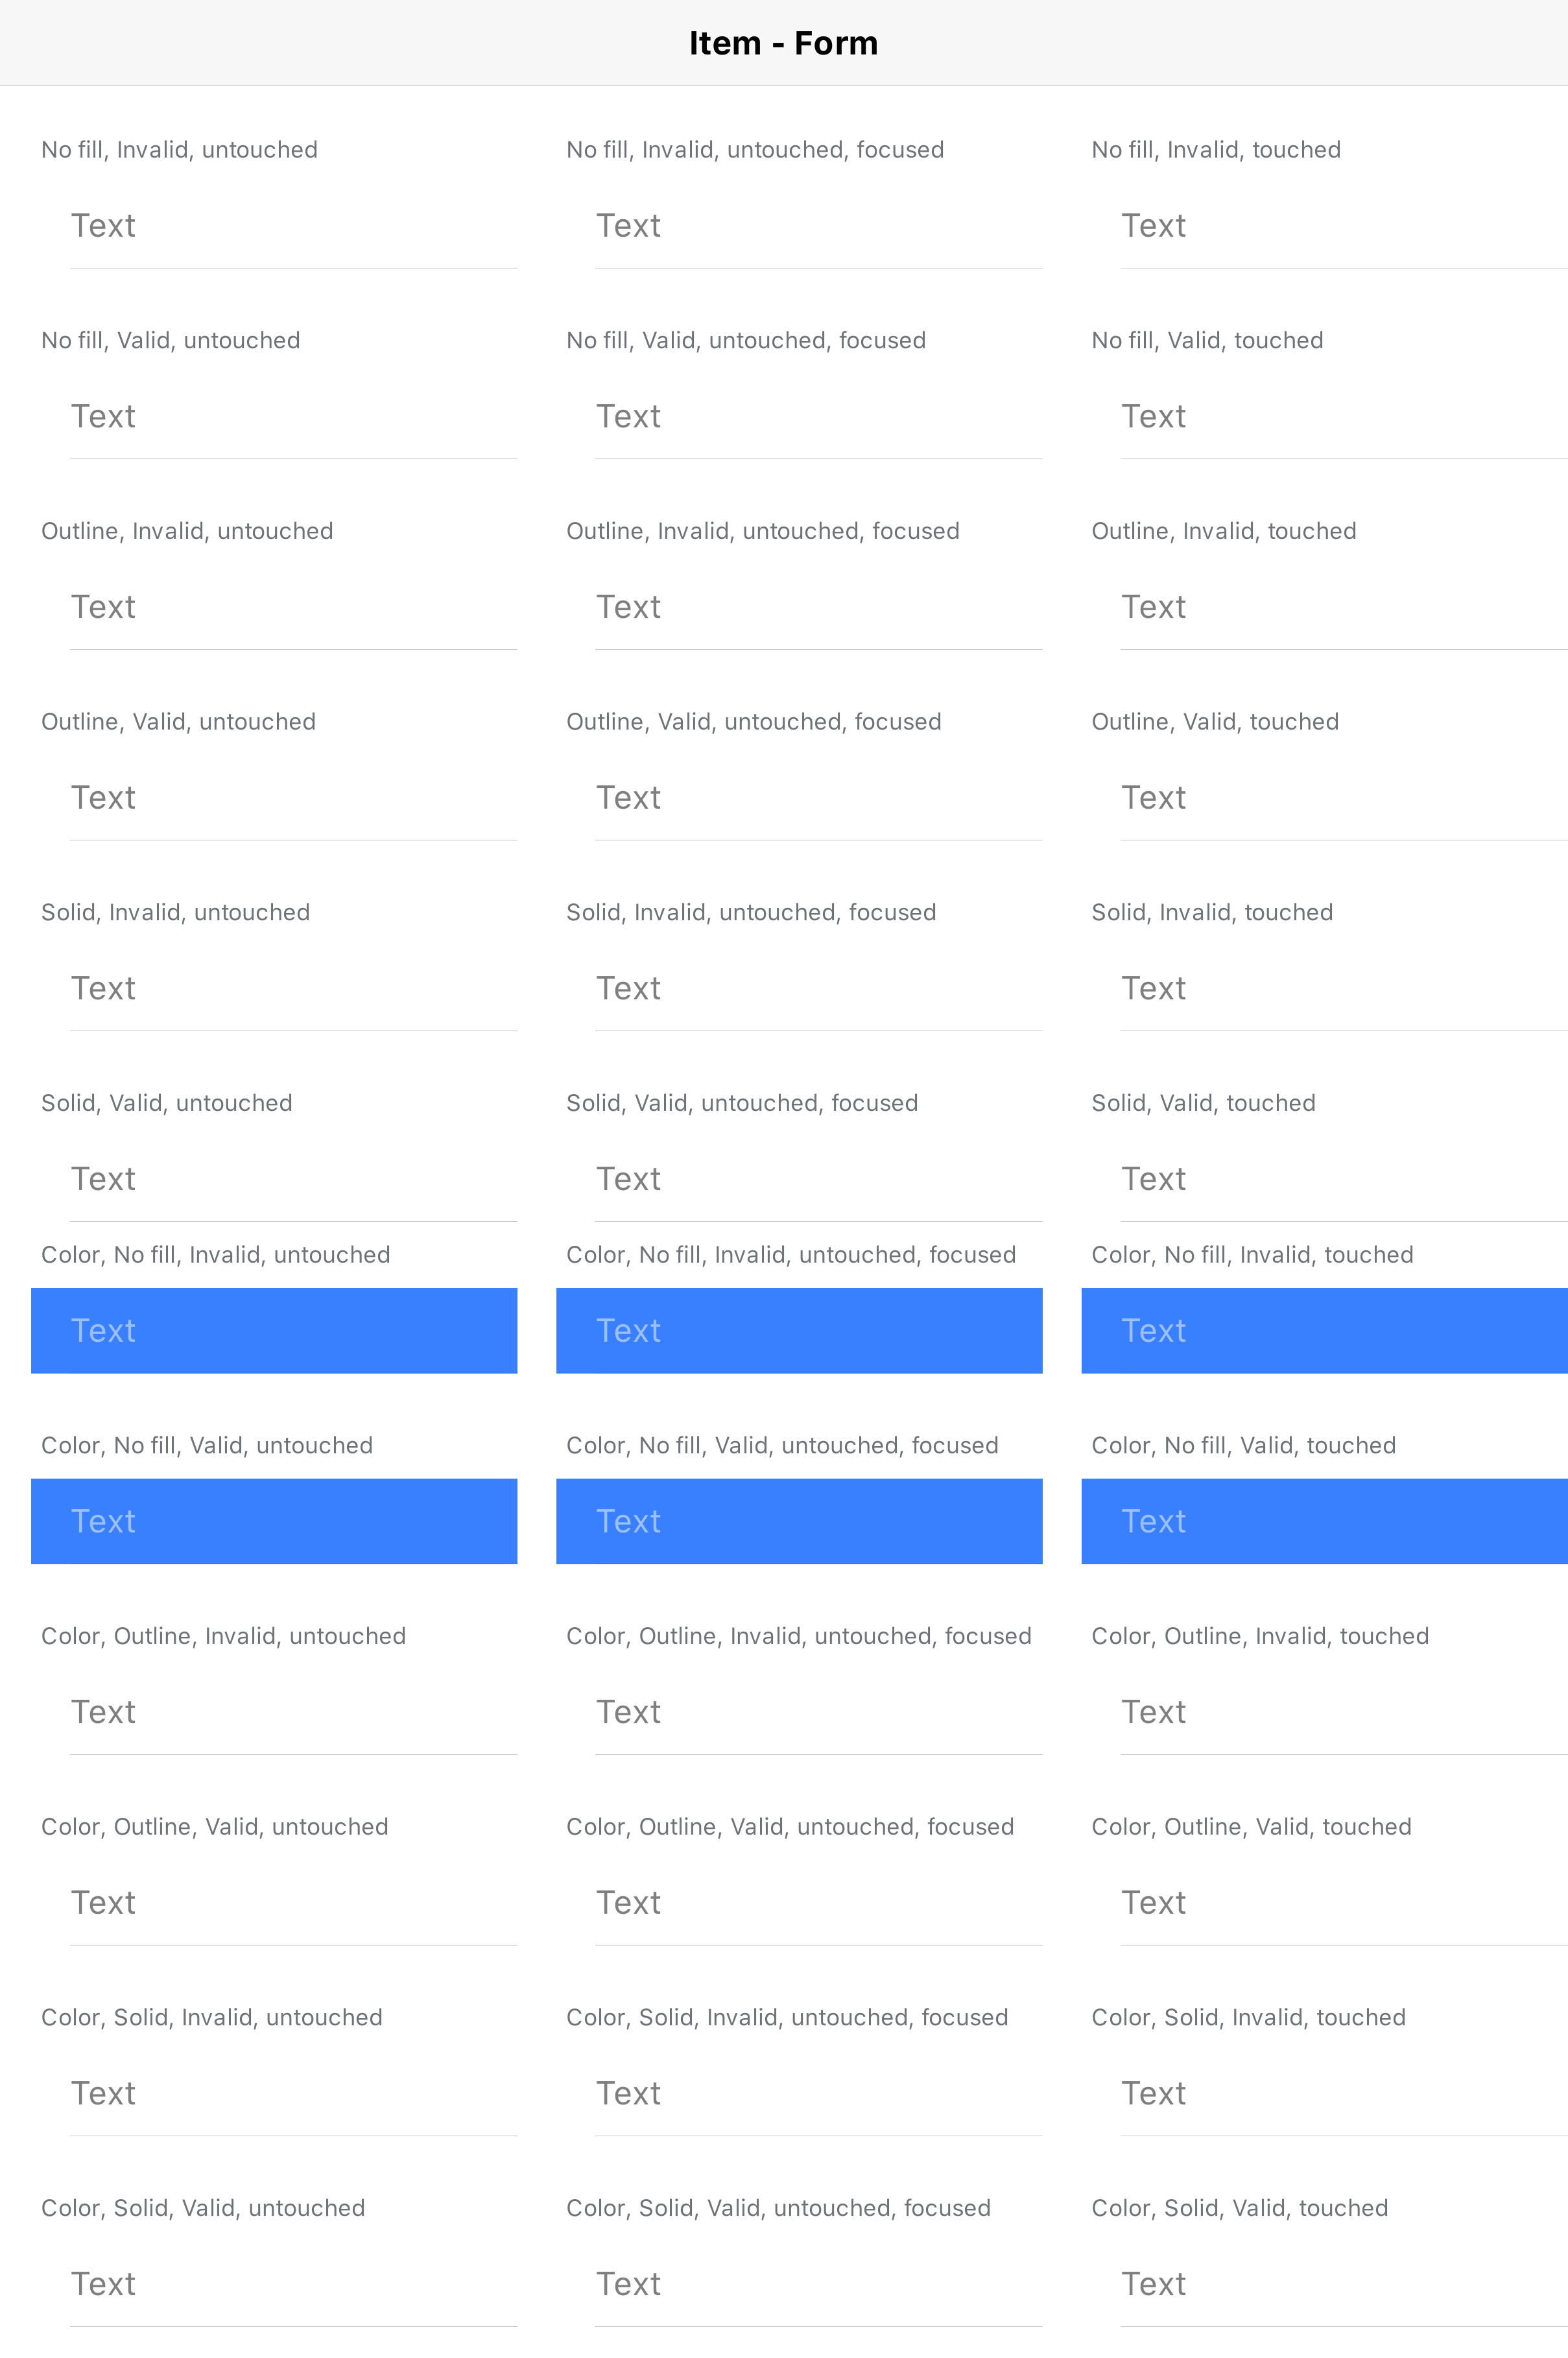 Item - Form
No fill, Invalid, untouched
No fill, Invalid, untouched, focused
No fill, Invalid, touched
Text
Text
Text
No fill, Valid, untouched
No fill, Valid, untouched, focused
No fill, Valid, touched
Text
Text
Text
Outline, Invalid, untouched
Outline, Invalid, untouched, focused
Outline, Invalid, touched
Text
Text
Text
Outline, Valid, untouched
Outline, Valid, untouched, focused
Outline, Valid, touched
Text
Text
Text
Solid, Invalid, untouched
Solid, Invalid, untouched, focused
Solid, Invalid, touched
Text
Text
Text
Solid, Valid, untouched
Solid, Valid, untouched, focused
Solid, Valid, touched
Text
Text
Text
Color, No fill, Invalid, untouched
Color, No fill, Invalid, untouched, focused
Color, No fill, Invalid, touched
Text
Text
Text
Color, No fill, Valid, untouched
Color, No fill, Valid, untouched, focused
Color, No fill, Valid, touched
Text
Text
Text
Color, Outline, Invalid, untouched
Color, Outline, Invalid, untouched, focused
Color, Outline, Invalid, touched
Text
Text
Text
Color, Outline, Valid, untouched
Color, Outline, Valid, untouched, focused
Color, Outline, Valid, touched
Text
Text
Text
Color, Solid, Invalid, untouched
Color, Solid, Invalid, untouched, focused
Color, Solid, Invalid, touched
Text
Text
Text
Color, Solid, Valid, untouched
Color, Solid, Valid, untouched, focused
Color, Solid, Valid, touched
Text
Text
Text